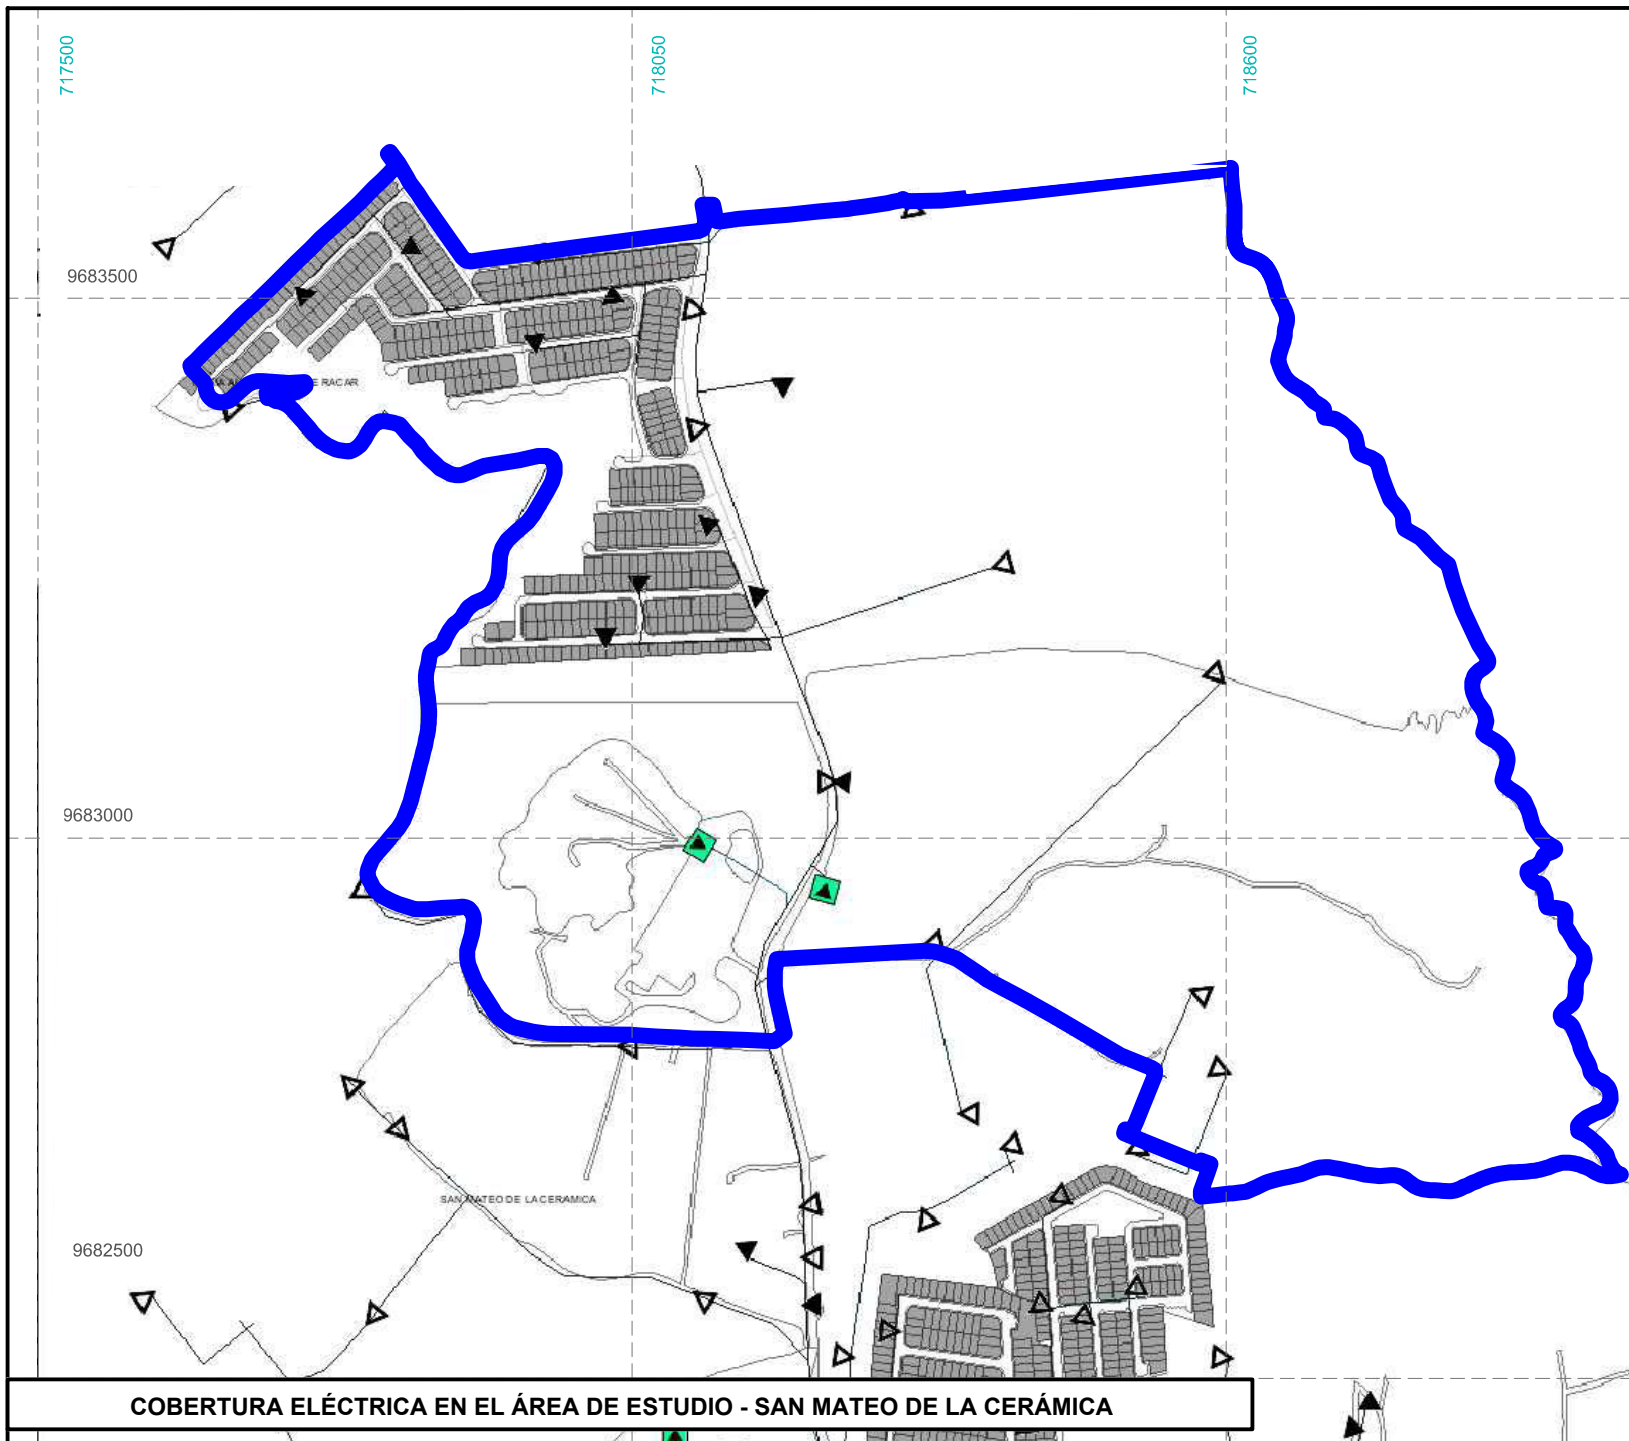 717500
718050
718600
9683500
E RACAR
9683000
SAN MATEO DE LA CERAMICA
9682500
COBERTURA ELÉCTRICA EN EL ÁREA DE ESTUDIO - SAN MATEO DE LA CERÁMICA